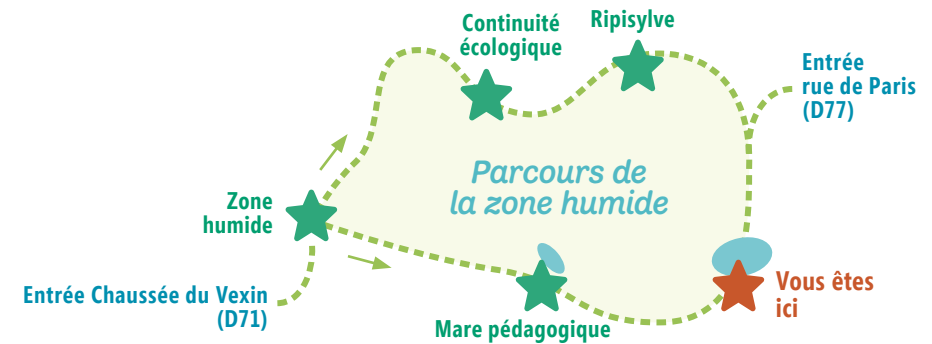 Continuité
écologique
Ripisylve
Entrée
rue de Paris
(D77)
Parcours de
la zone humide
Zone
humide
Entrée Chaussée du Vexin
(D71)
Mare pédagogique
Vous êtes
ici